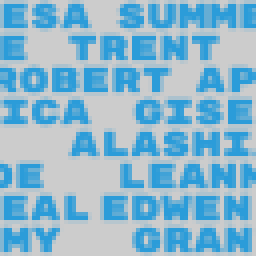 ESA SUMME
E TRENT
ROBERT AP
ICA GISE
ALASHI
DE LEANN
EAL EDWEN
MY GRAN